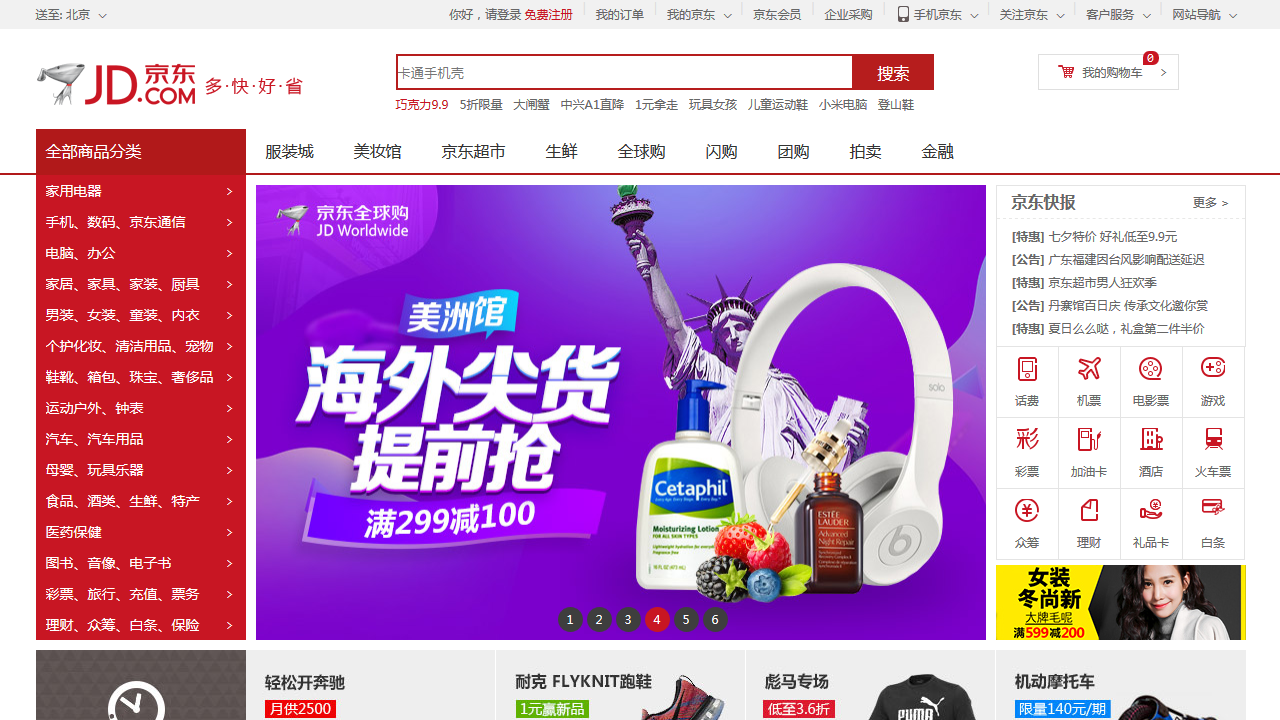 送至: 北京
你好，请登录 免费注册 我的订单 我的京东 京东会员 企业采购 手机京东 关注京东 客户服务 网站导航
JD 京东 .COM 多·快·好·省
卡通手机壳 搜索
0
我的购物车 >
巧克力9.9 5折限量 大闸蟹 中兴A1直降 1元拿走 玩具女孩 儿童运动鞋 小米电脑 登山鞋
全部商品分类 服装城 美妆馆 京东超市 生鲜 全球购 闪购 团购 拍卖 金融
家用电器 >
手机、数码、京东通信 >
电脑、办公 >
家居、家具、家装、厨具 >
男装、女装、童装、内衣 >
个护化妆、清洁用品、宠物 >
鞋靴、箱包、珠宝、奢侈品 >
运动户外、钟表 >
汽车、汽车用品 >
母婴、玩具乐器 >
食品、酒类、生鲜、特产 >
医药保健 >
图书、音像、电子书 >
彩票、旅行、充值、票务 >
理财、众筹、白条、保险 >
京东全球购
JD Worldwide
美洲馆
海外尖货
提前抢
满299减100
solo
Cetaphil
Moisturizing Lotion
FOR ALL SKIN TYPES
ESTĒE
LAUDER
Advanced
Night Repair
b
1 2 3 4 5 6
京东快报 更多 >
[特惠] 七夕特价 好礼低至9.9元
[公告] 广东福建因台风影响配送延迟
[特惠] 京东超市男人狂欢季
[公告] 丹寨馆百日庆 传承文化邀你赏
[特惠] 夏日么么哒，礼盒第二件半价
话费 机票 电影票 游戏
彩
彩票 加油卡 酒店 火车票
众筹 理财 礼品卡 白条
女装
冬尚新
大牌毛呢
满599减200
轻松开奔驰
月供2500
耐克 FLYKNIT跑鞋
1元赢新品
彪马专场
低至3.6折
PUMA
机动摩托车
限量140元/期